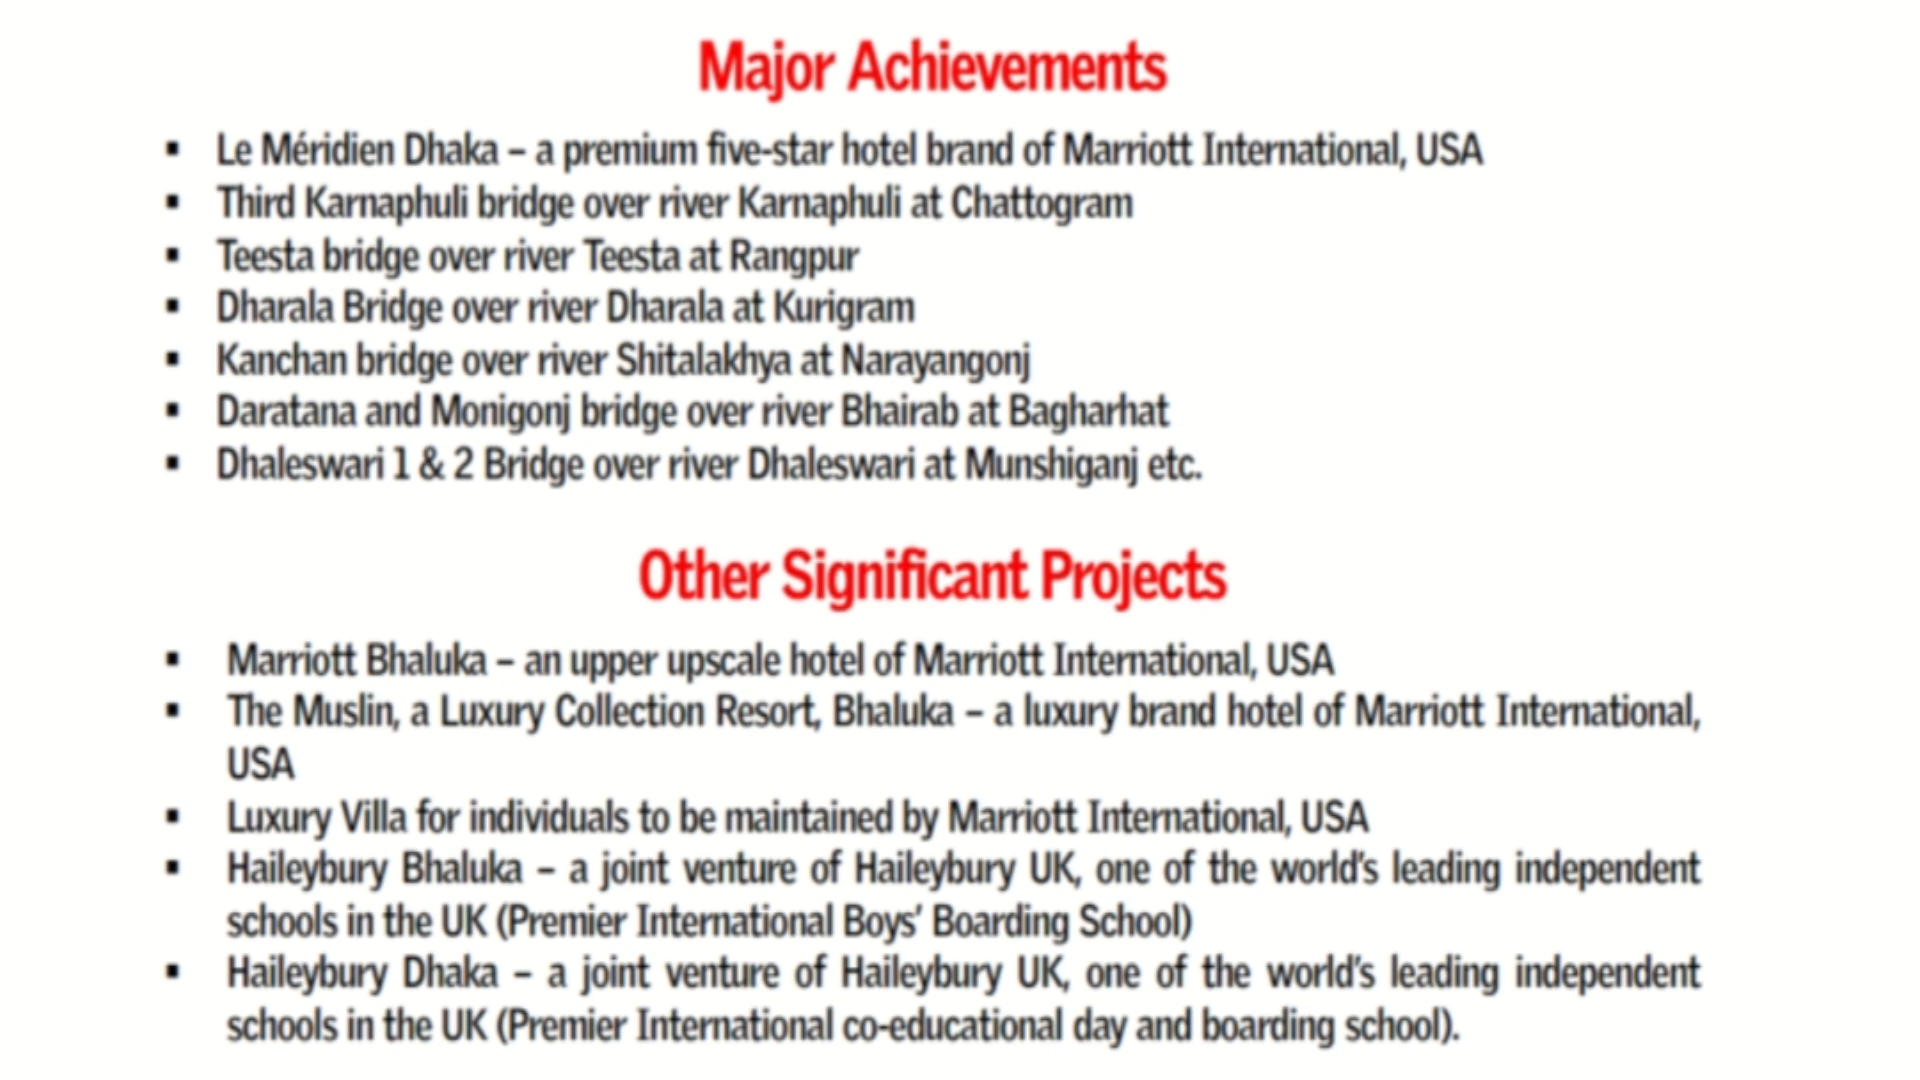 Major Achievements
▪ Le Méridien Dhaka – a premium five-star hotel brand of Marriott International, USA
▪ Third Karnaphuli bridge over river Karnaphuli at Chattogram
▪ Teesta bridge over river Teesta at Rangpur
▪ Dharala Bridge over river Dharala at Kurigram
▪ Kanchan bridge over river Shitalakhya at Narayangonj
▪ Daratana and Monigonj bridge over river Bhairab at Bagharhat
▪ Dhaleswari 1 & 2 Bridge over river Dhaleswari at Munshiganj etc.
Other Significant Projects
▪ Marriott Bhaluka – an upper upscale hotel of Marriott International, USA
▪ The Muslin, a Luxury Collection Resort, Bhaluka – a luxury brand hotel of Marriott International,
USA
▪ Luxury Villa for individuals to be maintained by Marriott International, USA
▪ Haileybury Bhaluka – a joint venture of Haileybury UK, one of the world’s leading independent
schools in the UK (Premier International Boys’ Boarding School)
▪ Haileybury Dhaka – a joint venture of Haileybury UK, one of the world’s leading independent
schools in the UK (Premier International co-educational day and boarding school).